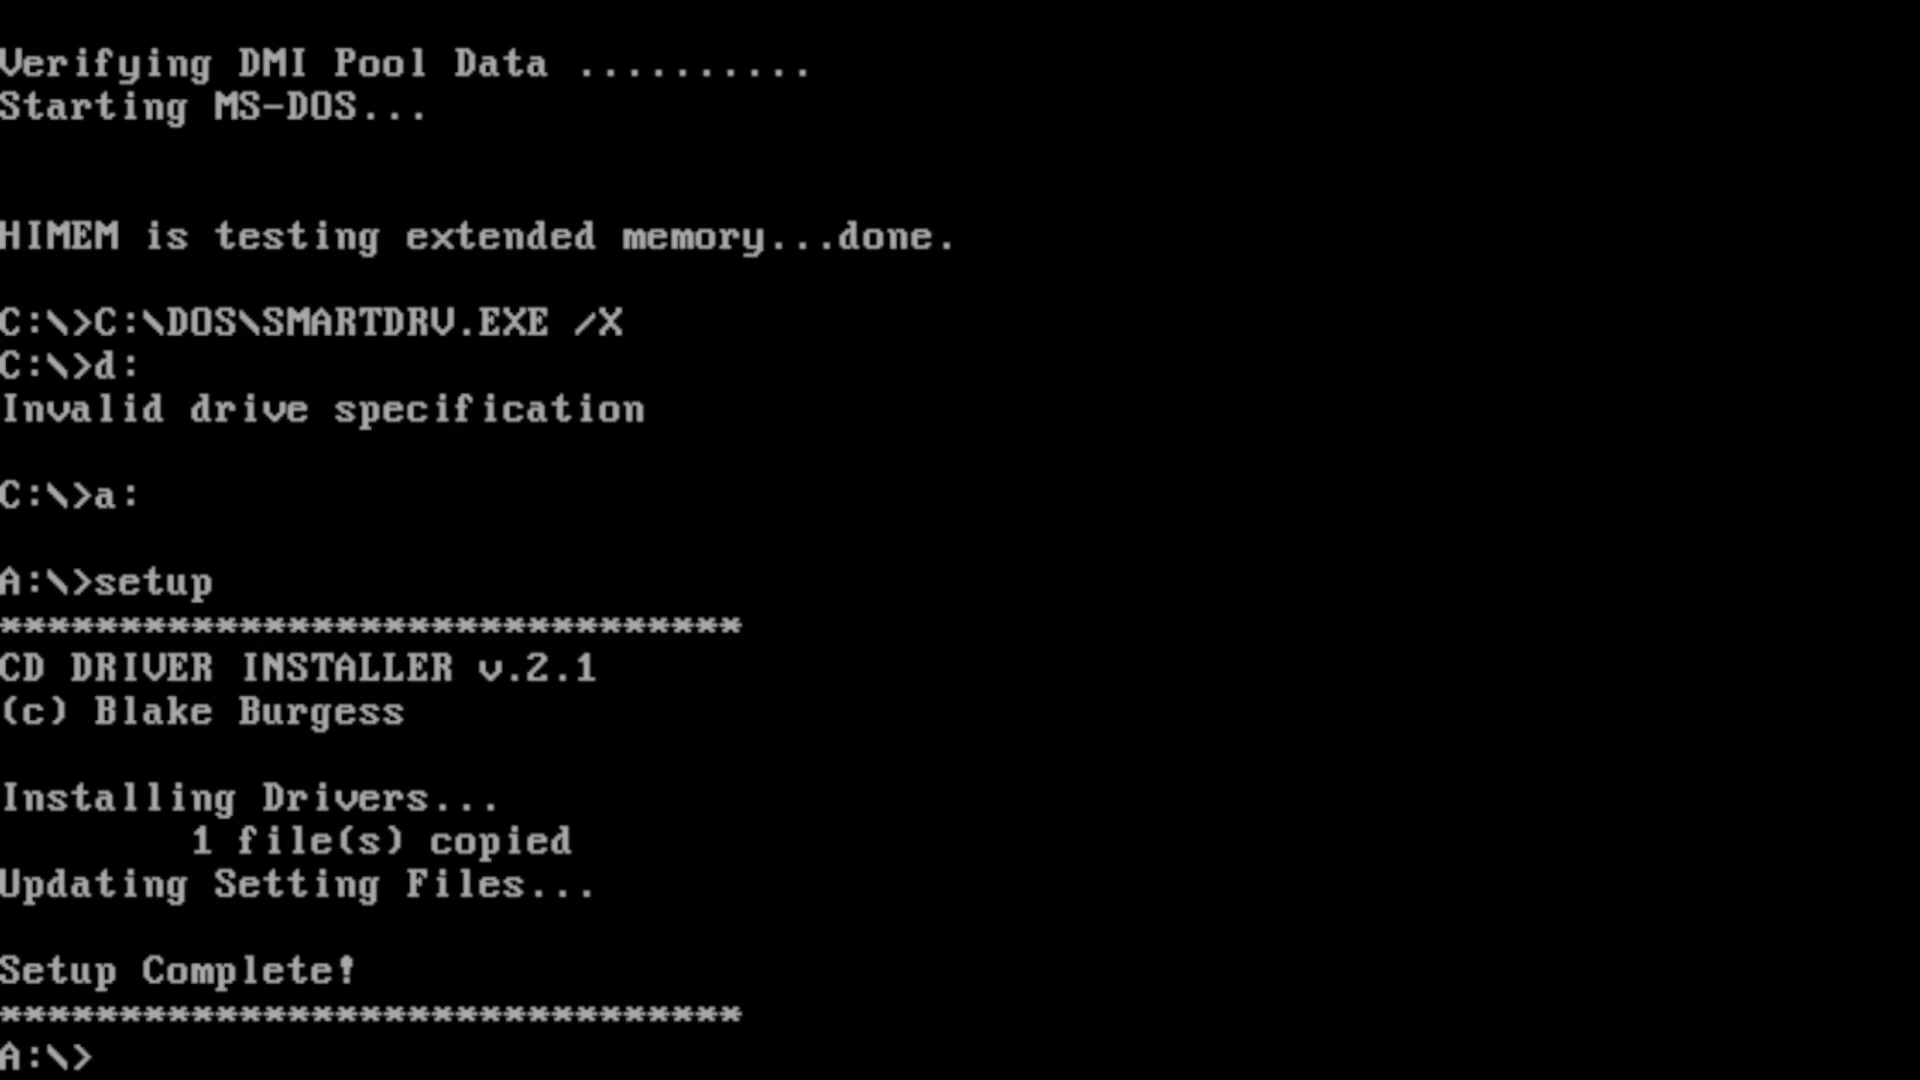 Verifying DMI Pool Data ..........
Starting MS-DOS...
HIMEM is testing extended memory...done.
C:\>C:\DOS\SMARTDRV.EXE /X
C:\>d:
Invalid drive specification
C:\>a:
A:\>setup
*******************************
CD DRIVER INSTALLER v.2.1
(c) Blake Burgess
Installing Drivers...
        1 file(s) copied
Updating Setting Files...
Setup Complete!
*******************************
A:\>